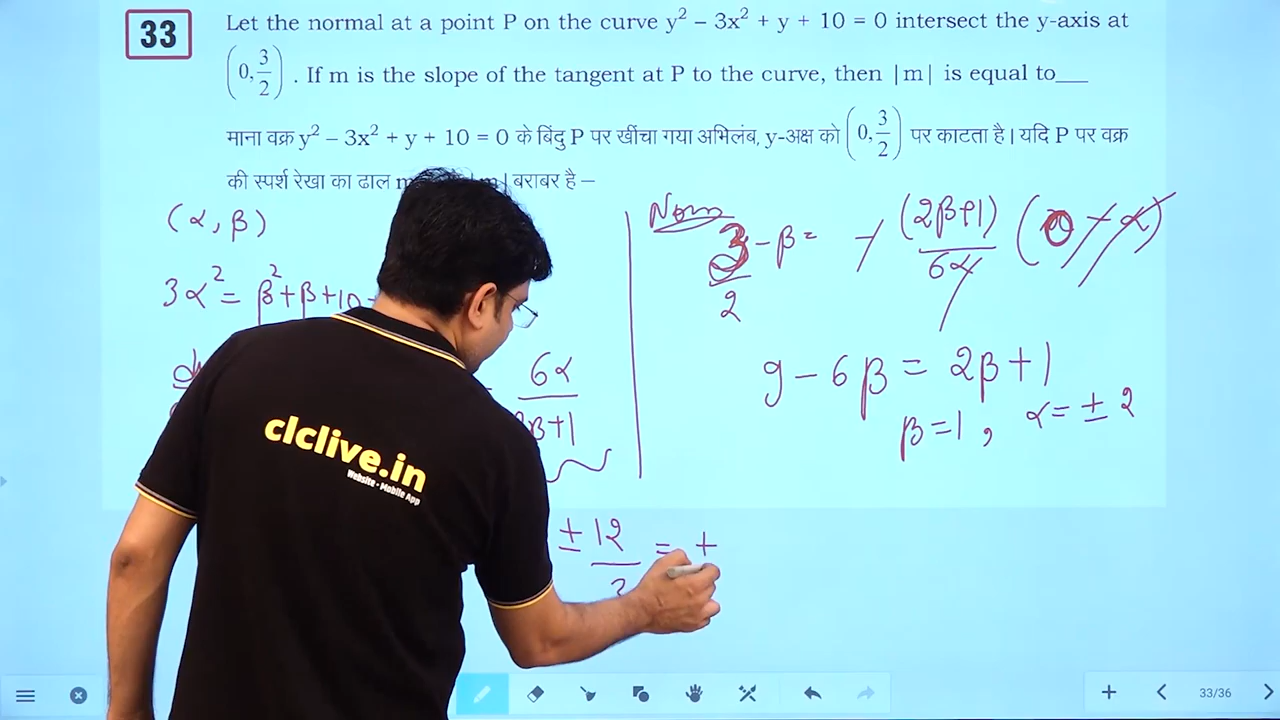 33
Let the normal at a point P on the curve y² – 3x² + y + 10 = 0 intersect the y-axis at
(0, 3/2) . If m is the slope of the tangent at P to the curve, then |m| is equal to___
माना वक्र y² – 3x² + y + 10 = 0 के बिंदु P पर खींचा गया अभिलंब, y-अक्ष को (0, 3/2) पर काटता है। यदि P पर वक्र
की स्पर्श रेखा का ढाल m बराबर है –
(α, β)
3α² = β² + β + 10
6α
β+1
± 12 = ±
Norm
3/2 - β = - (2β+1)/6α (0 - α)
9 - 6β = 2β + 1
β = 1 , α = ± 2
clclive.in
Website • Mobile App
33/36